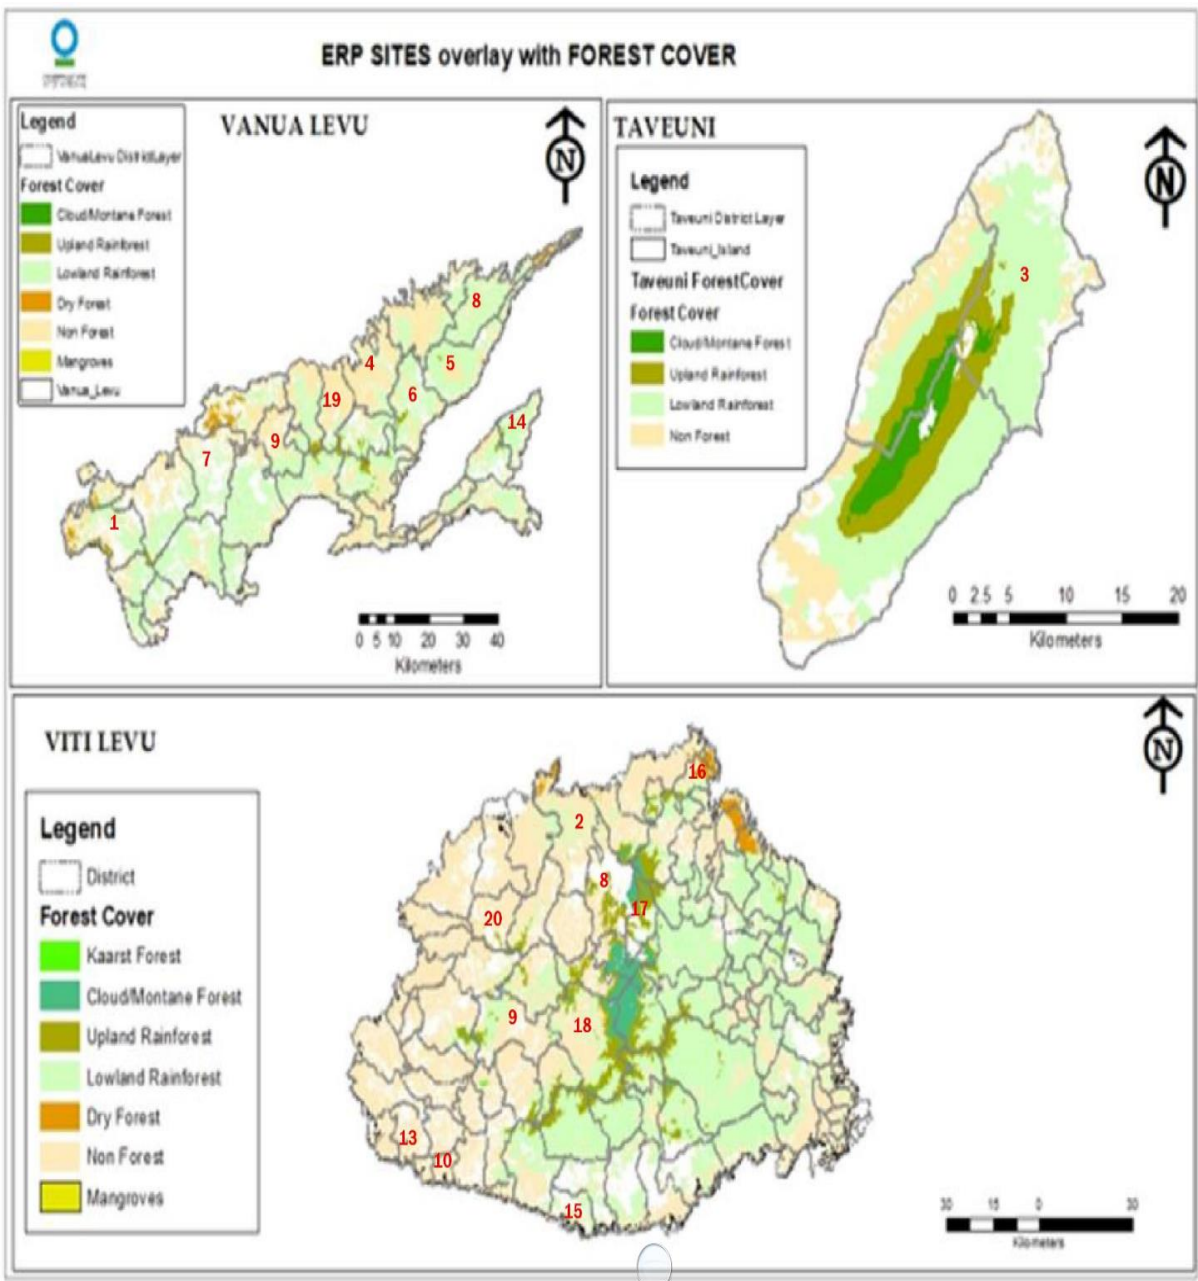 ERP SITES overlay with FOREST COVER
VANUA LEVU
Legend
VanuaLevu DistrictLayer
Forest Cover
Cloud/Montane Forest
Upland Rainforest
Lowland Rainforest
Dry Forest
Non Forest
Mangroves
Vanua_Levu
N
8
4
5
19
6
14
9
7
1
0 5 10 20 30 40
Kilometers
TAVEUNI
Legend
Taveuni District Layer
Taveuni_Island
Taveuni ForestCover
Forest Cover
Cloud/Montane Forest
Upland Rainforest
Lowland Rainforest
Non Forest
N
3
0 2.5 5 10 15 20
Kilometers
VITI LEVU
Legend
District
Forest Cover
Kaarst Forest
Cloud/Montane Forest
Upland Rainforest
Lowland Rainforest
Dry Forest
Non Forest
Mangroves
N
16
2
8
17
20
9
18
13
10
15
30 15 0 30
Kilometers